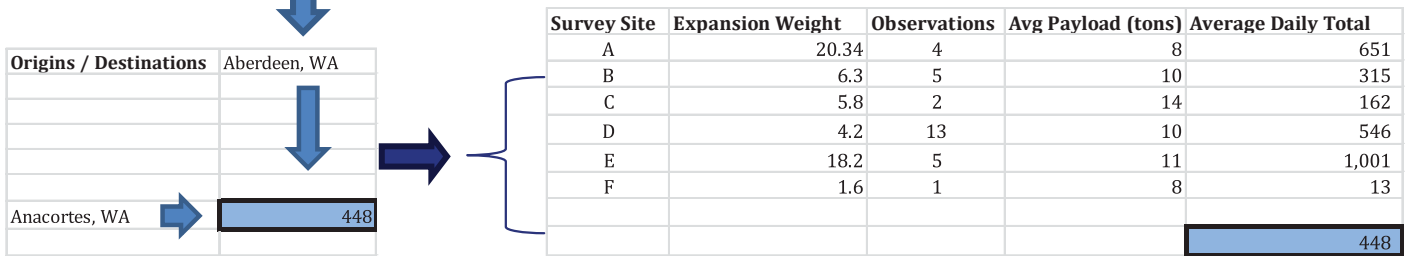 Origins / Destinations Aberdeen, WA
Anacortes, WA 448
Survey Site Expansion Weight Observations Avg Payload (tons) Average Daily Total
A 20.34 4 8 651
B 6.3 5 10 315
C 5.8 2 14 162
D 4.2 13 10 546
E 18.2 5 11 1,001
F 1.6 1 8 13
448